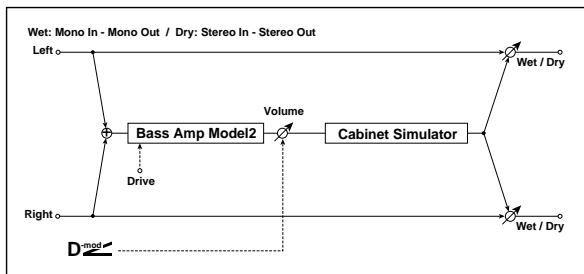 Wet: Mono In - Mono Out / Dry: Stereo In - Stereo Out
Left
Wet / Dry
Volume
Bass Amp Model2
Cabinet Simulator
Drive
Right
Wet / Dry
D-mod